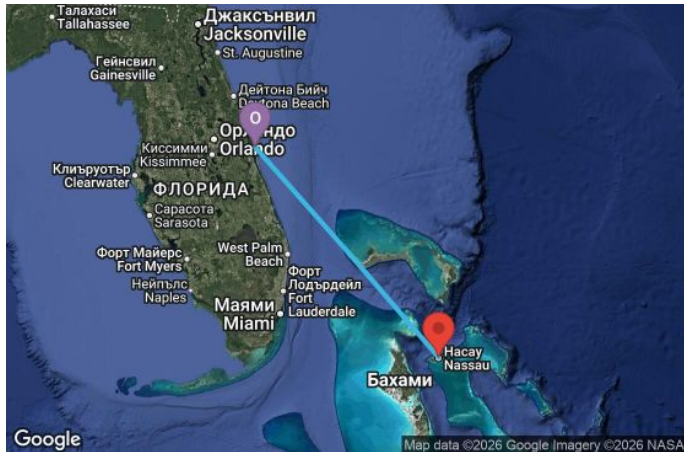 Талахаси
Tallahassee
Джаксънвил
Jacksonville
St. Augustine
Гейнсвил
Gainesville
Дейтона Бийч
Daytona Beach
O
Орландо
Orlando
Киссимми
Kissimmee
Клиъруотър
Clearwater
ФЛОРИДА
Сарасота
Sarasota
West Palm
Beach
Форт Майерс
Fort Myers
Форт
Лодърдейл
Fort
Lauderdale
Нейпълс
Naples
Маями
Miami
Насау
Nassau
Бахами
Google
Map data ©2026 Google Imagery ©2026 NASA